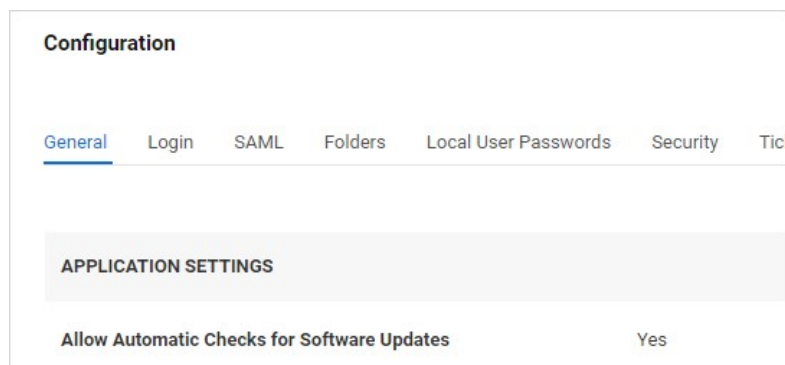 Configuration
General Login SAML Folders Local User Passwords Security
APPLICATION SETTINGS
Allow Automatic Checks for Software Updates Yes